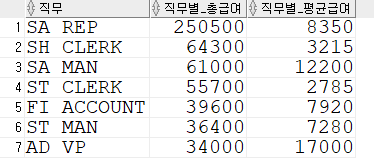 직무 직무별_총급여 직무별_평균급여
1 SA REP 250500 8350
2 SH CLERK 64300 3215
3 SA MAN 61000 12200
4 ST CLERK 55700 2785
5 FI ACCOUNT 39600 7920
6 ST MAN 36400 7280
7 AD VP 34000 17000